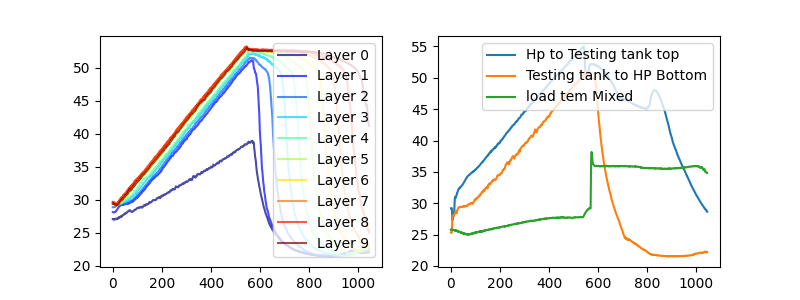 50
45
40
35
30
25
20
0
200
400
600
800
1000
Layer 0
Layer 1
Layer 2
Layer 3
Layer 4
Layer 5
Layer 6
Layer 7
Layer 8
Layer 9
55
50
45
40
35
30
25
20
0
200
400
600
800
1000
Hp to Testing tank top
Testing tank to HP Bottom
load tem Mixed